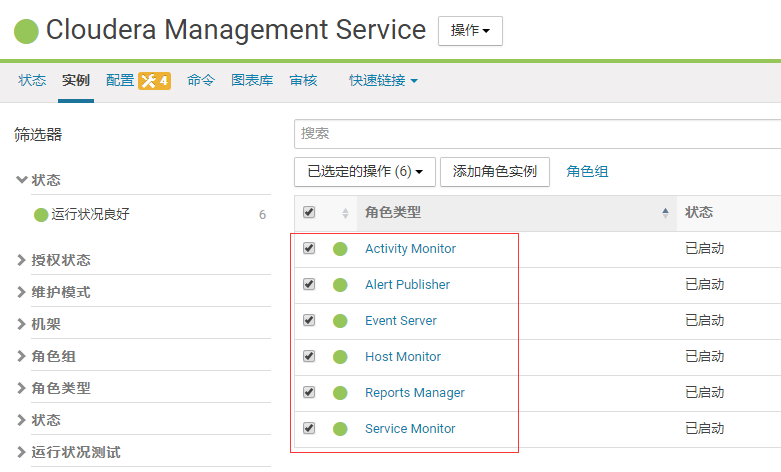 Cloudera Management Service 操作
状态 实例 配置 4 命令 图表库 审核 快速链接
筛选器
状态
运行状况良好 6
授权状态
维护模式
机架
角色组
角色类型
状态
运行状况测试
搜索
已选定的操作 (6) 添加角色实例 角色组
角色类型 状态
Activity Monitor 已启动
Alert Publisher 已启动
Event Server 已启动
Host Monitor 已启动
Reports Manager 已启动
Service Monitor 已启动